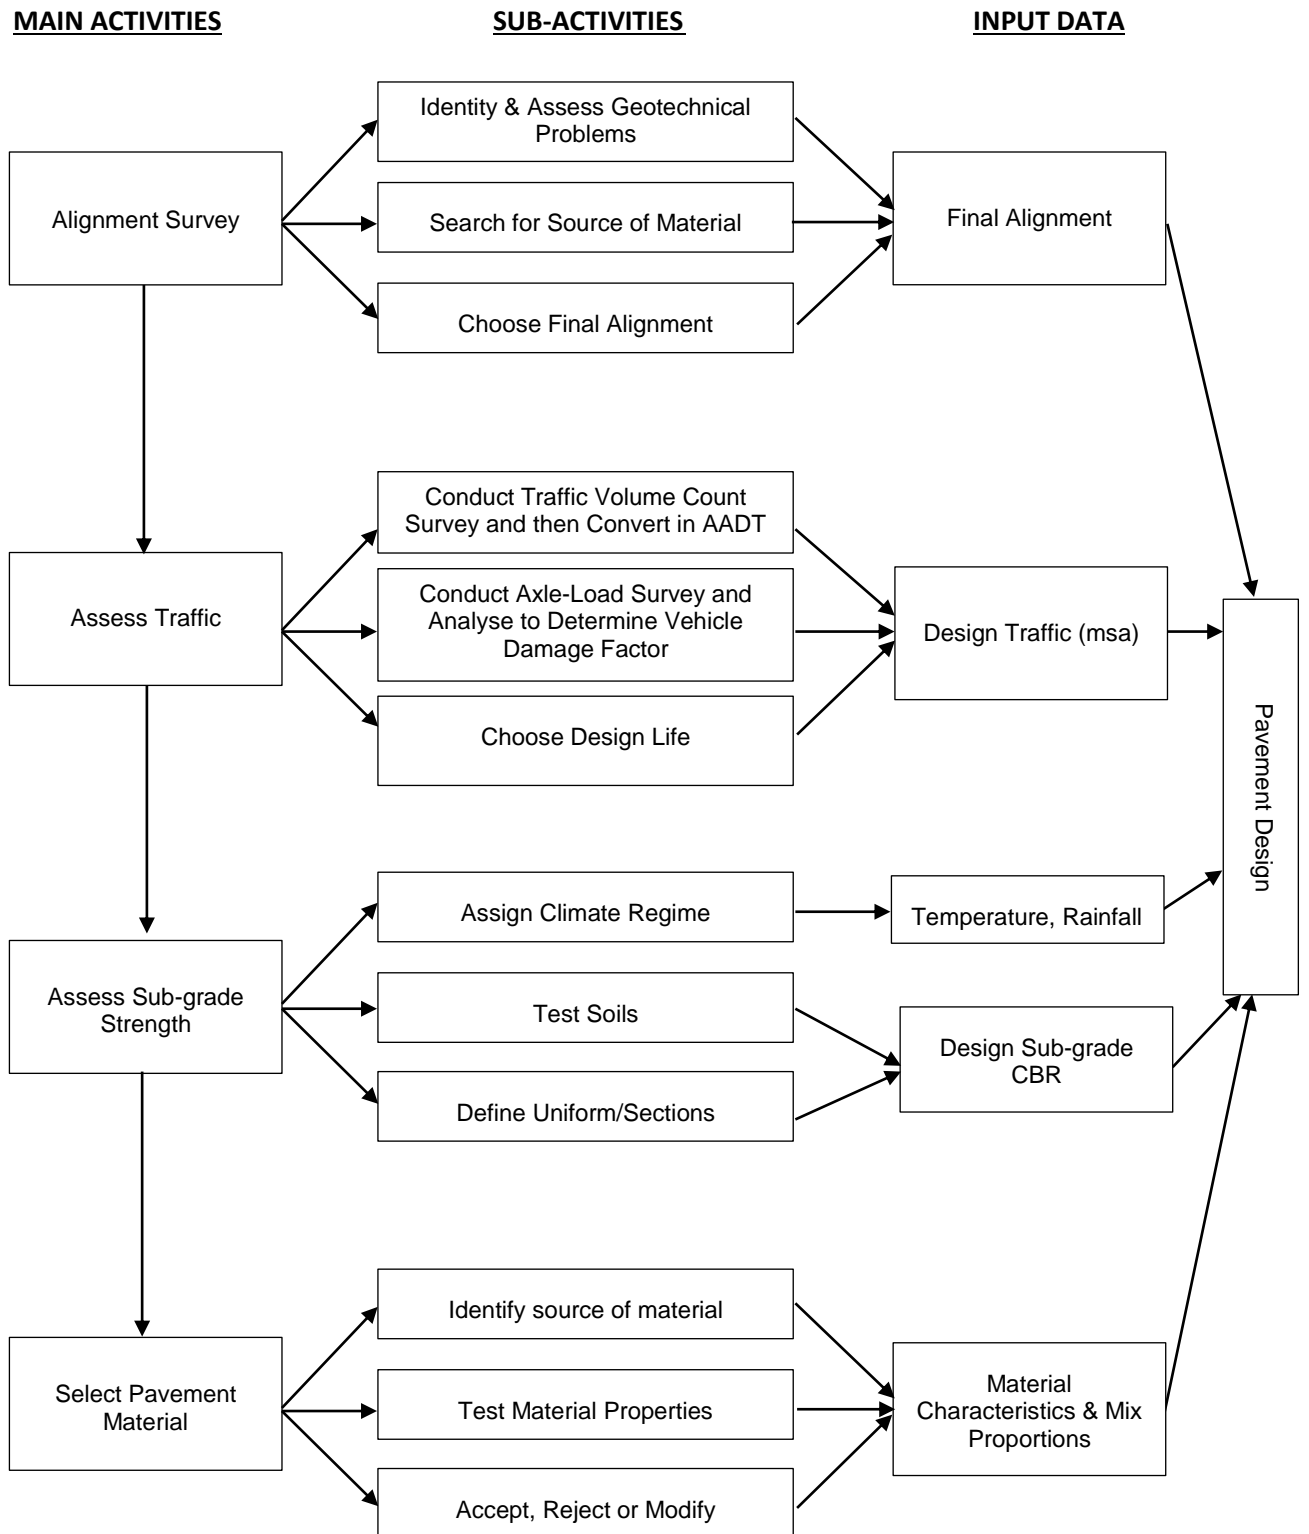 MAIN ACTIVITIES
SUB-ACTIVITIES
INPUT DATA
Identity & Assess Geotechnical
Problems
Alignment Survey
Search for Source of Material
Final Alignment
Choose Final Alignment
Conduct Traffic Volume Count
Survey and then Convert in AADT
Assess Traffic
Conduct Axle-Load Survey and
Analyse to Determine Vehicle
Damage Factor
Design Traffic (msa)
Choose Design Life
Pavement Design
Assign Climate Regime
Temperature, Rainfall
Assess Sub-grade
Strength
Test Soils
Design Sub-grade
CBR
Define Uniform/Sections
Identify source of material
Select Pavement
Material
Test Material Properties
Material
Characteristics & Mix
Proportions
Accept, Reject or Modify